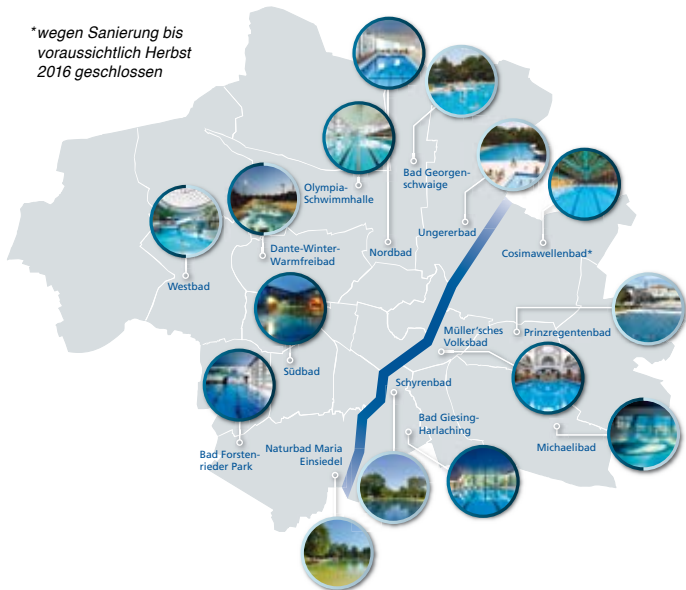 *wegen Sanierung bis
voraussichtlich Herbst
2016 geschlossen
Olympia-
Schwimmhalle
Bad Georgen-
schwaige
Ungererbad
Cosimawellenbad*
Nordbad
Dante-Winter-
Warmfreibad
Westbad
Südbad
Müller'sches
Volksbad
Prinzregentenbad
Schyrenbad
Bad Giesing-
Harlaching
Michaelibad
Bad Forsten-
rieder Park
Naturbad Maria
Einsiedel